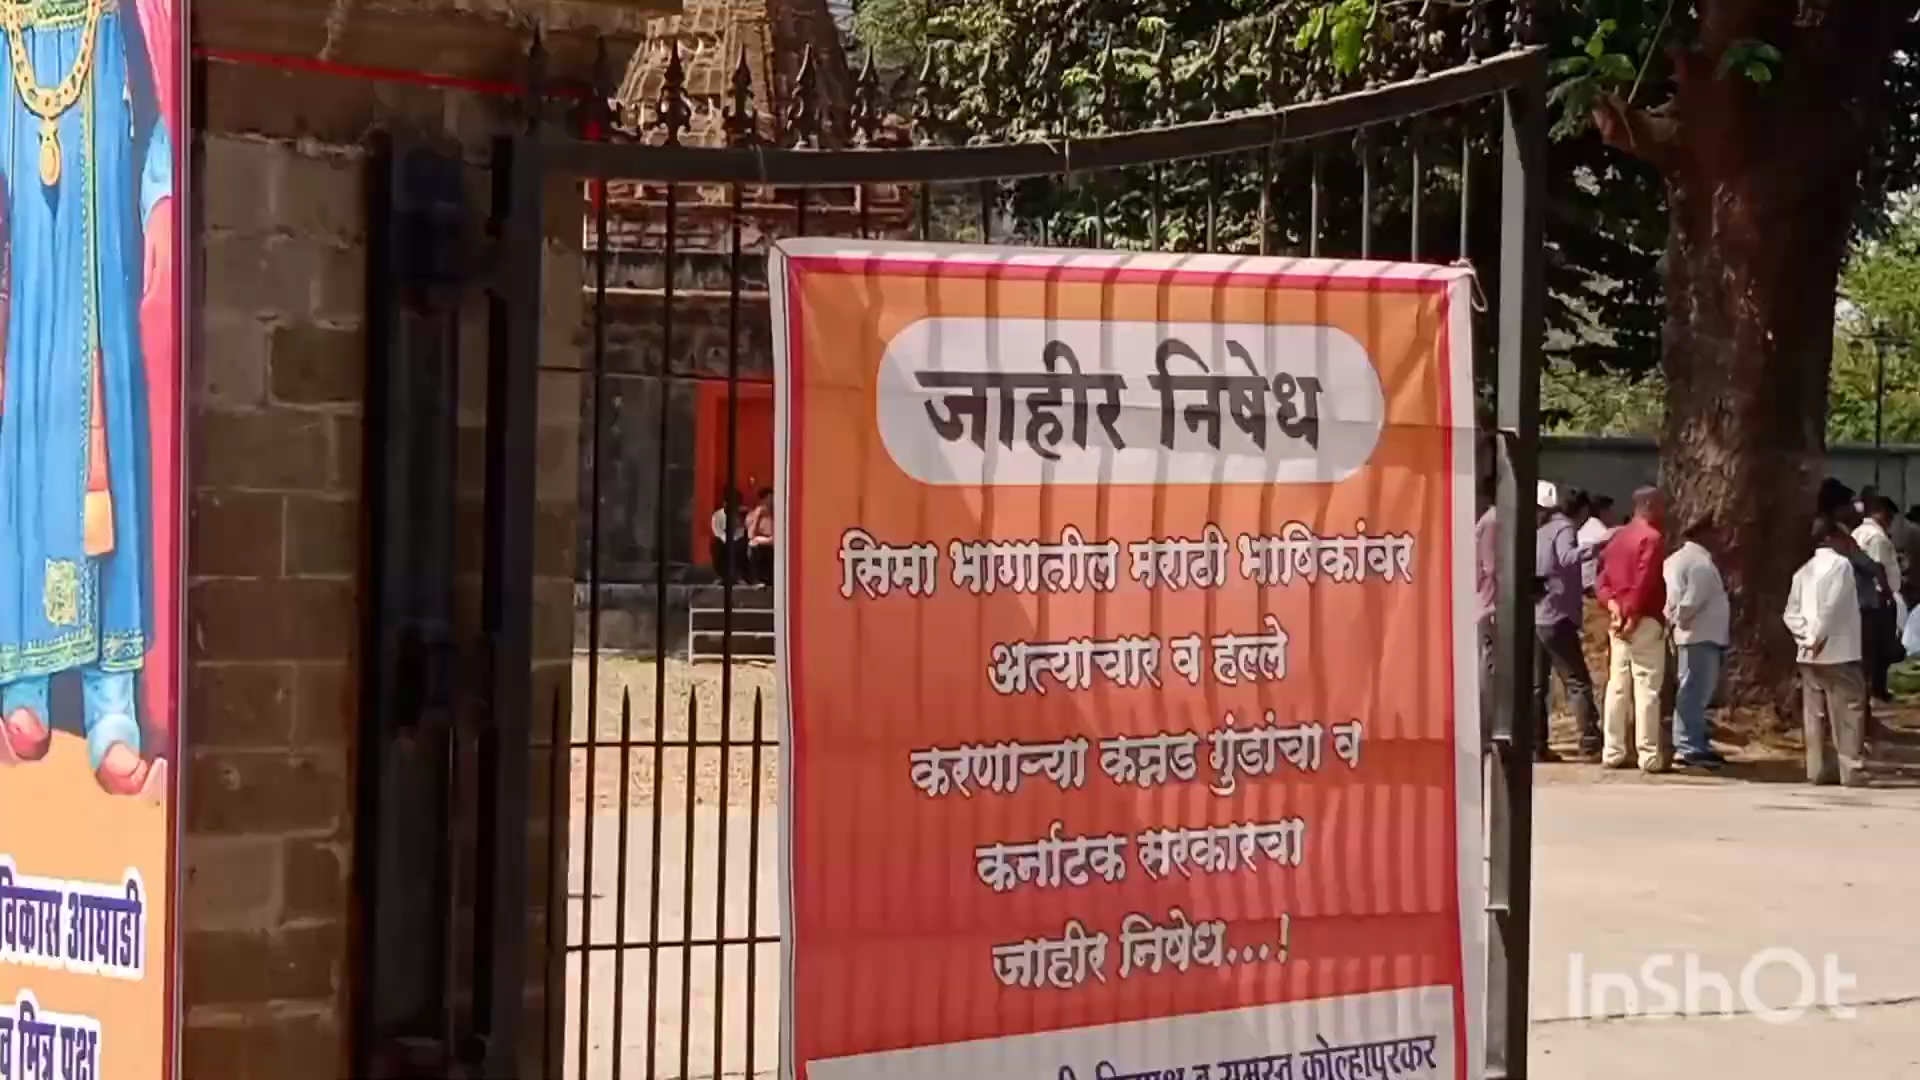 जाहीर निषेध
सिमा भागातील मराठी भाषिकांवर
अत्याचार व हल्ले
करणाऱ्या कन्नड गुंडांचा व
कर्नाटक सरकारचा
जाहीर निषेध...!
व समस्त कोल्हापुरकर
विकास आघाडी
व मित्र पक्ष
InShOt